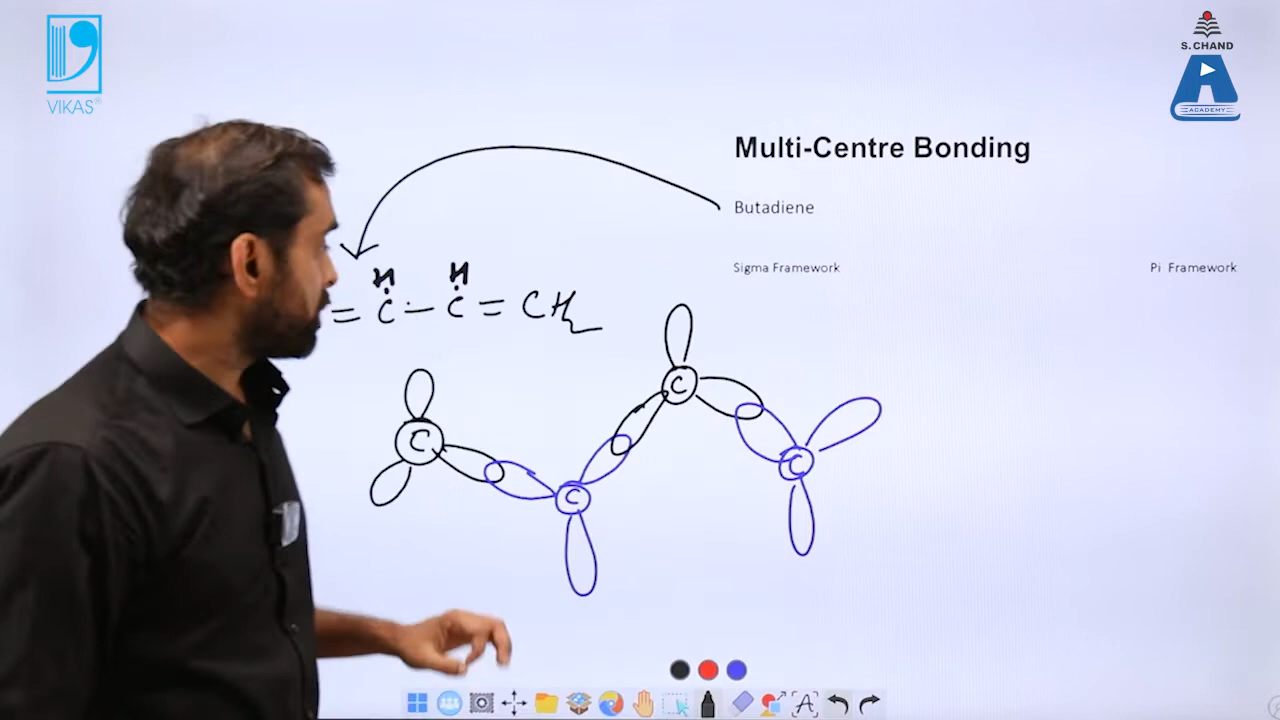 VIKAS®
S. CHAND
ACADEMY
Multi-Centre Bonding
Butadiene
Sigma Framework
Pi Framework
H H
= C – C = CH2
C
C
C
C
A